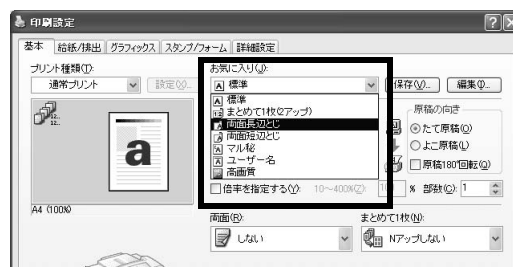 印刷設定
基本 給紙/排出 グラフィックス スタンプ/フォーム 詳細設定
プリント種類(T): お気に入り(J):
通常プリント 設定(X)... A 標準 保存(V)... 編集(Q)...
標準
まとめて1枚(2アップ)
両面長辺とじ
両面短辺とじ
マル秘
ユーザー名
高画質
原稿の向き
たて原稿(O)
よこ原稿(L)
原稿180°回転(Q)
倍率を指定する(Y): 10～400%(Z): 100 % 部数(C): 1
a
A4 (100%)
両面(R): まとめて1枚(N):
しない Nアップしない